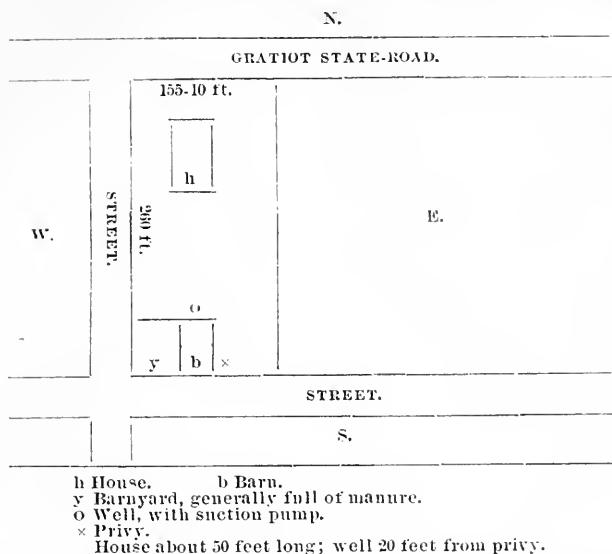 N.
GRATIOT STATE-ROAD.
155-10 ft.
h
STREET.
260 ft.
W.
E.
o
y b ×
STREET.
S.
h House. b Barn.
y Barnyard, generally full of manure.
o Well, with suction pump.
× Privy.
House about 50 feet long; well 20 feet from privy.